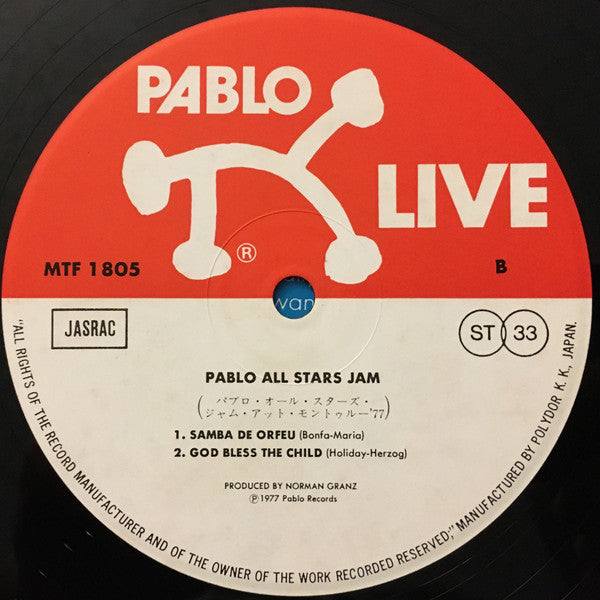 PABLO
LIVE
®
MTF 1805
B
JASRAC
ST 33
PABLO ALL STARS JAM
(パブロ・オール・スターズ・
ジャム・アット・モントゥルー'77)
1. SAMBA DE ORFEU (Bonfa-Maria)
2. GOD BLESS THE CHILD (Holiday-Herzog)
PRODUCED BY NORMAN GRANZ
℗ 1977 Pablo Records
"ALL RIGHTS OF THE RECORD MANUFACTURER AND OF THE OWNER OF THE WORK RECORDED RESERVED;" MANUFACTURED BY POLYDOR K. K., JAPAN.
wan